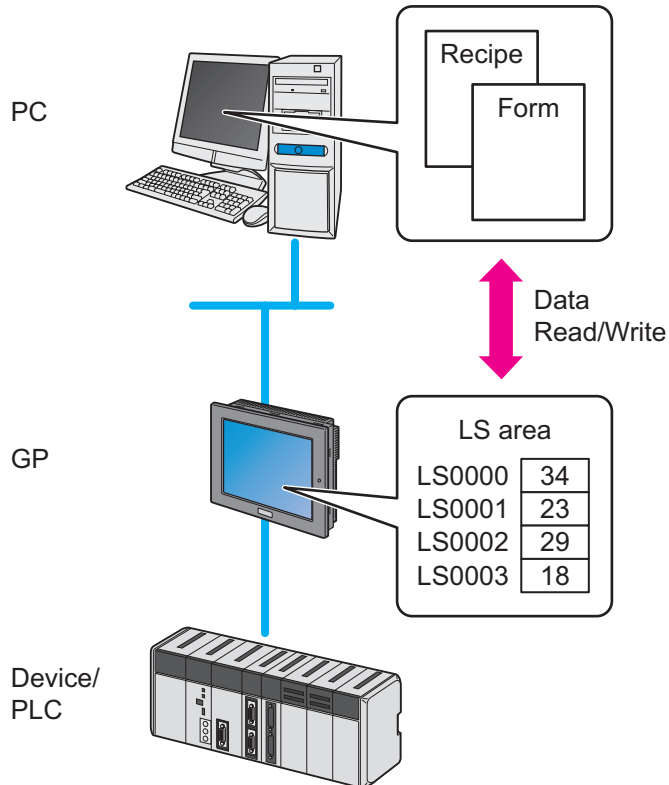 PC
Recipe
Form
Data
Read/Write
GP
LS area
LS0000 34
LS0001 23
LS0002 29
LS0003 18
Device/
PLC